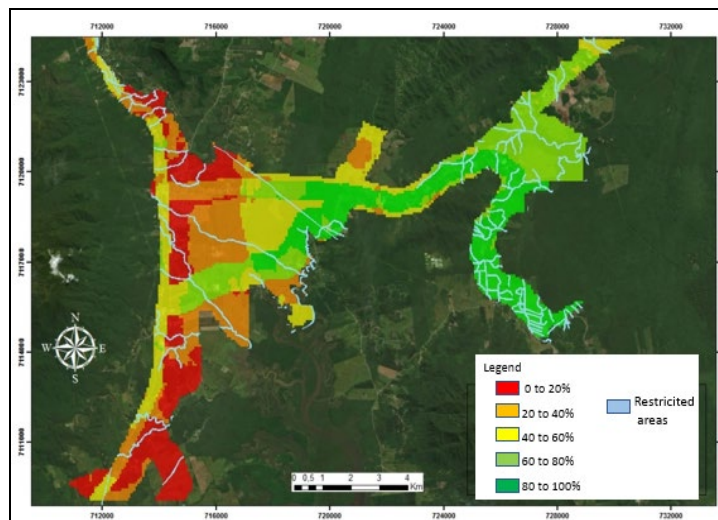 712000 716000 720000 724000 728000 732000
7123000
7120000
7117000
7114000
7111000
N
W E
S
Legend
0 to 20%
20 to 40%
40 to 60%
60 to 80%
80 to 100%
Restricited
areas
0 0,5 1 2 3 4
Km
712000 716000 720000 724000 728000 732000